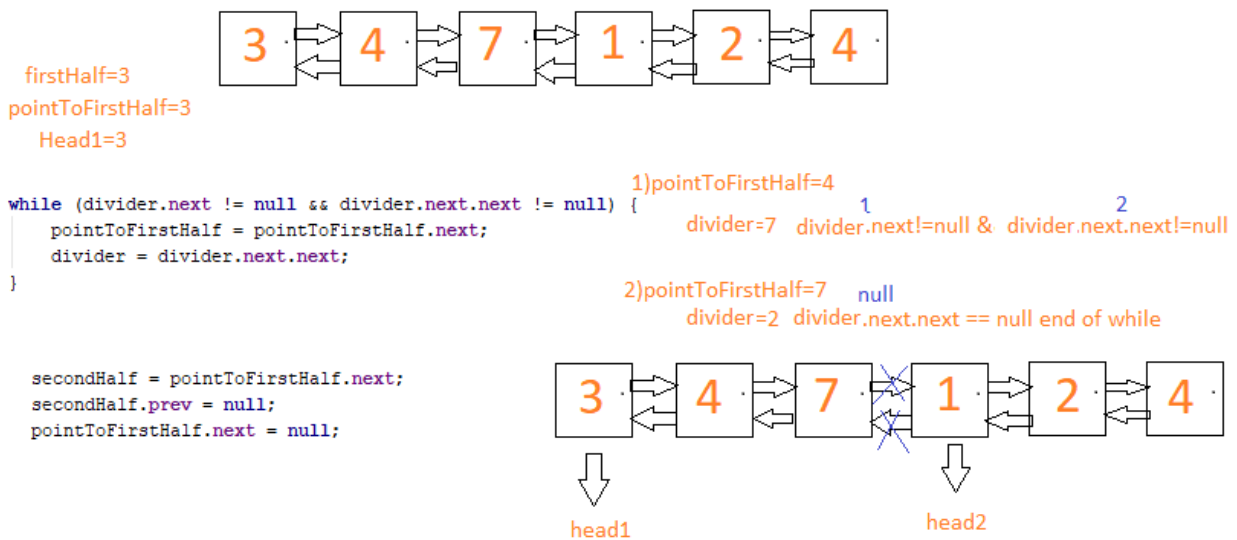 3 4 7 1 2 4
firstHalf=3
pointToFirstHalf=3
Head1=3
1)pointToFirstHalf=4
while (divider.next != null && divider.next.next != null) {
1 2
divider=7 divider.next!=null & divider.next.next!=null
pointToFirstHalf = pointToFirstHalf.next;
divider = divider.next.next;
}
2)pointToFirstHalf=7 null
divider=2 divider.next.next == null end of while
secondHalf = pointToFirstHalf.next;
secondHalf.prev = null;
pointToFirstHalf.next = null;
3 4 7 1 2 4
head1 head2